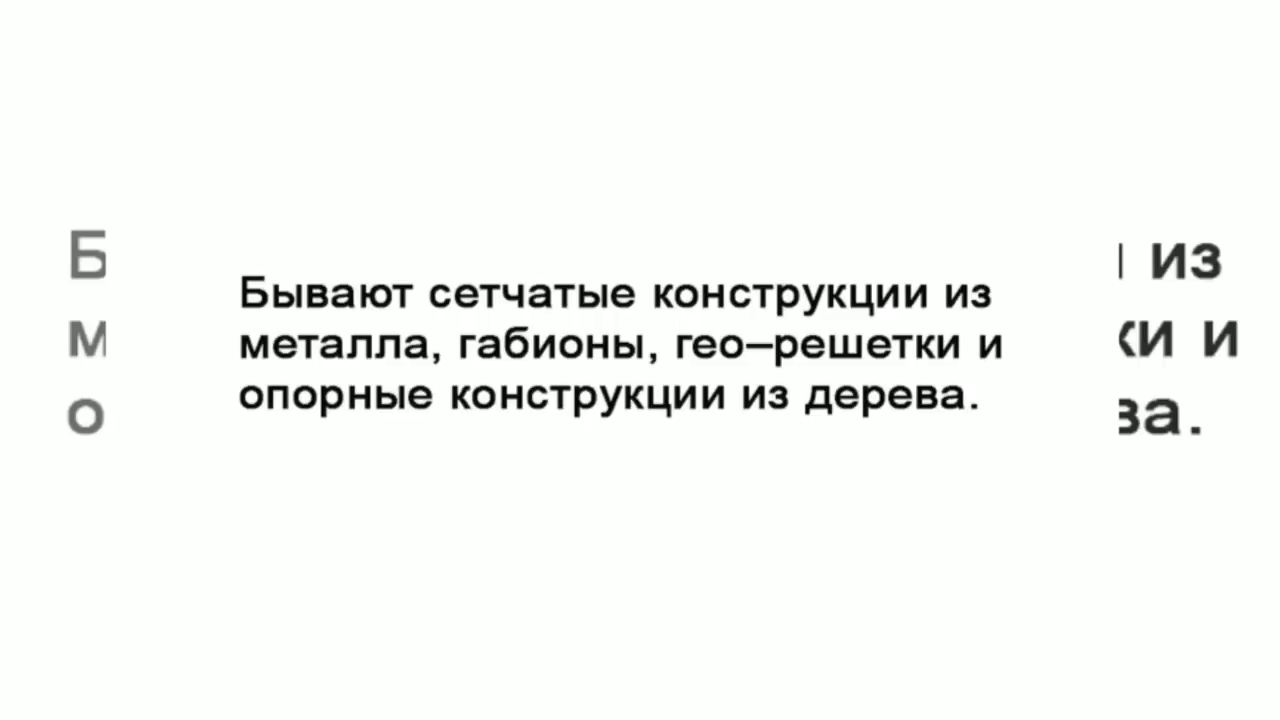 Бывают сетчатые конструкции из
металла, габионы, гео–решетки и
опорные конструкции из дерева.